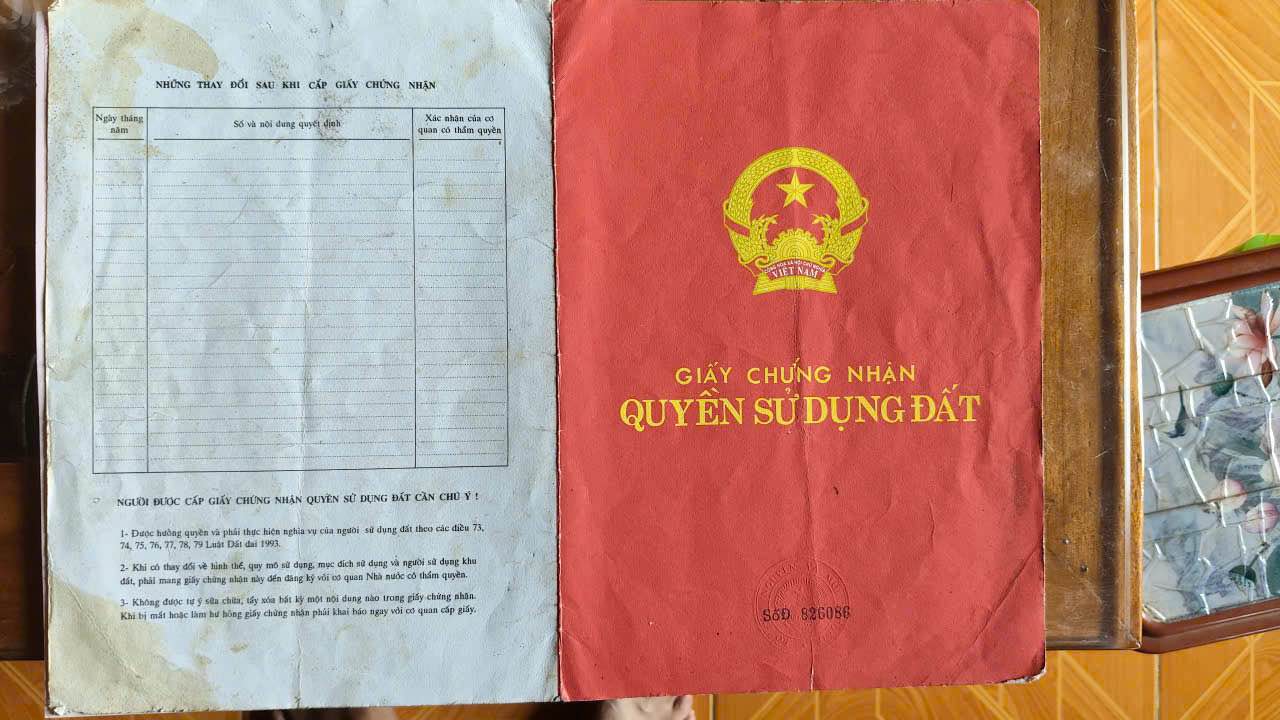 NHỮNG THAY ĐỔI SAU KHI CẤP GIẤY CHỨNG NHẬN
Ngày tháng năm
Số và nội dung quyết định
Xác nhận của cơ quan có thẩm quyền
NGƯỜI ĐƯỢC CẤP GIẤY CHỨNG NHẬN QUYỀN SỬ DỤNG ĐẤT CẦN CHÚ Ý !
1- Được hưởng quyền và phải thực hiện nghĩa vụ của người sử dụng đất theo các điều 73,
74, 75, 76, 77, 78, 79 Luật Đất đai 1993.
2- Khi có thay đổi về hình thể, quy mô sử dụng, mục đích sử dụng và người sử dụng khu
đất, phải mang giấy chứng nhận này đến đăng ký với cơ quan Nhà nước có thẩm quyền.
3- Không được tự ý sửa chữa, tẩy xóa bất kỳ một nội dung nào trong giấy chứng nhận.
Khi bị mất hoặc làm hư hỏng giấy chứng nhận phải khai báo ngay với cơ quan cấp giấy.
CỘNG HÒA XÃ HỘI CHỦ NGHĨA
VIỆT NAM
GIẤY CHỨNG NHẬN
QUYỀN SỬ DỤNG ĐẤT
Số Đ 826086